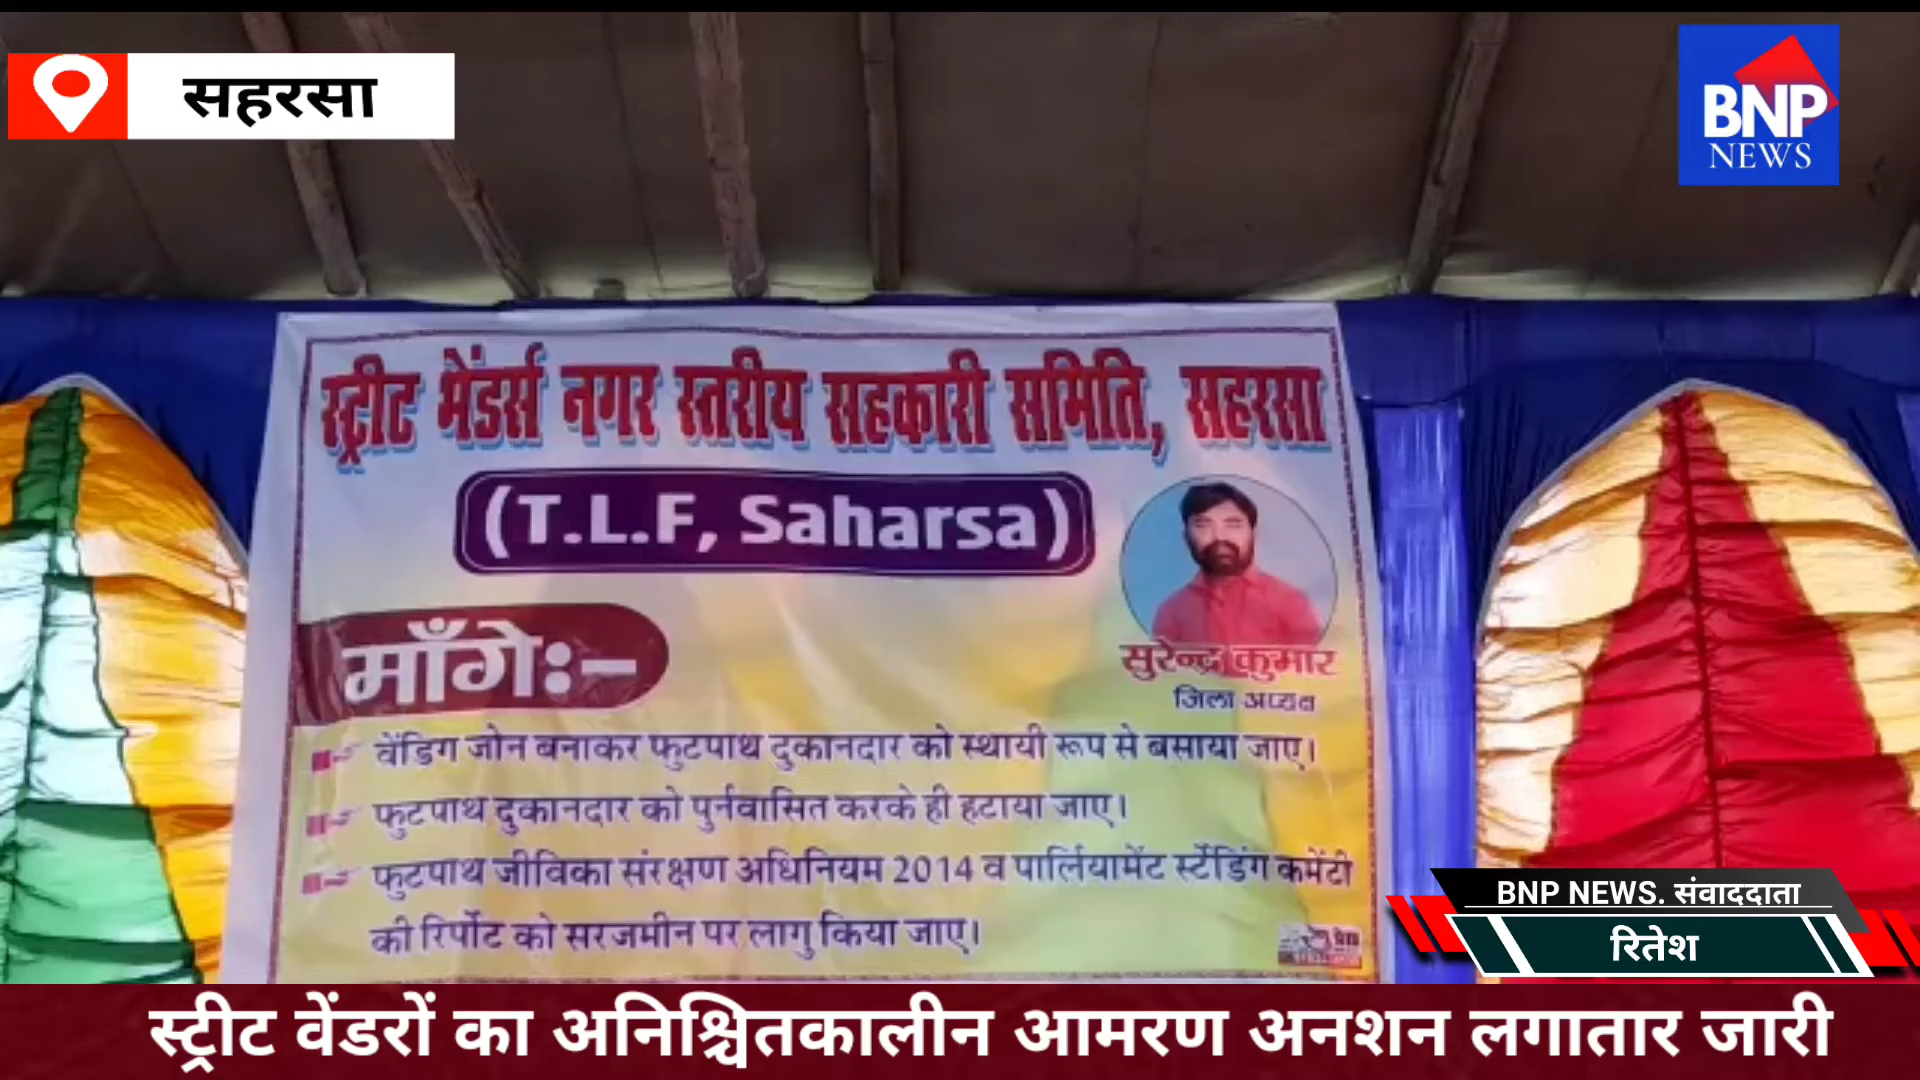 सहरसा
BNP
NEWS
स्ट्रीट भेंडर्स नगर स्तरीय सहकारी समिति, सहरसा
(T.L.F, Saharsa)
सुरेन्द्र कुमार
जिला अध्यक्ष
माँगे:-
वेंडिग जोन बनाकर फुटपाथ दुकानदार को स्थायी रूप से बसाया जाए।
फुटपाथ दुकानदार को पुर्नवासित करके ही हटाया जाए।
फुटपाथ जीविका संरक्षण अधिनियम 2014 व पार्लियामेंट स्टेंडिंग कमेंटी
की रिर्पोट को सरजमीन पर लागु किया जाए।
BNP NEWS. संवाददाता
रितेश
स्ट्रीट वेंडरों का अनिश्चितकालीन आमरण अनशन लगातार जारी